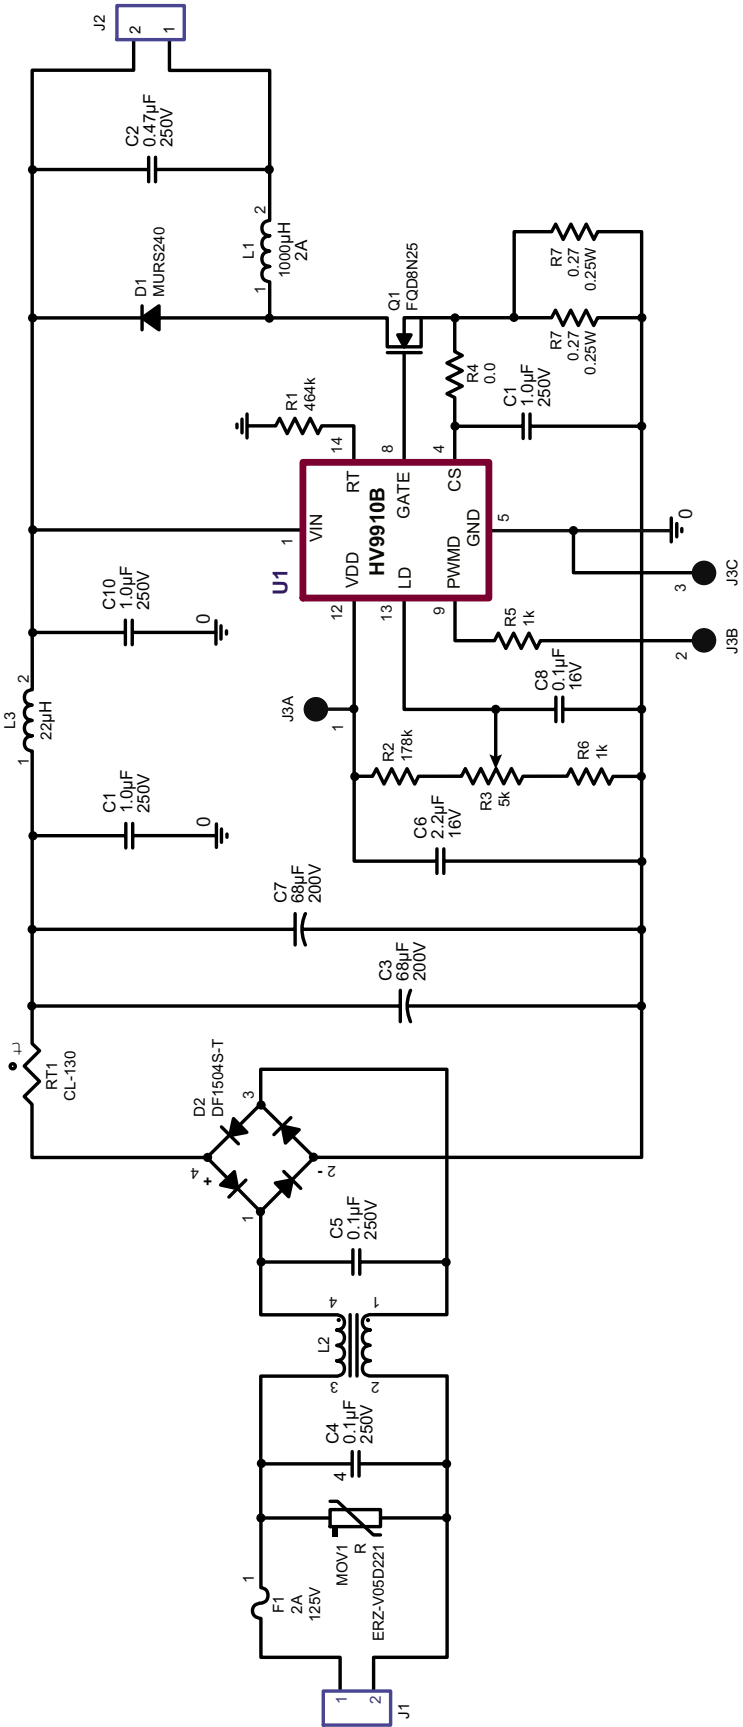 J1
1
2
F1
2A
125V
1
MOV1
R
ERZ-V05D221
C4
0.1µF
250V
4
L2
3
4
2
1
C5
0.1µF
250V
D2
DF1504S-T
4
+
3
1
- 2
RT1
CL-130
C3
68µF
200V
C7
68µF
200V
C1
1.0µF
250V
0
L3
22µH
1
2
C10
1.0µF
250V
0
C6
2.2µF
16V
R2
178k
R3
5k
R6
1k
C8
0.1µF
16V
J3A
1
R5
1k
J3B
2
J3C
3
0
U1
HV9910B
VIN
1
VDD
12
LD
13
PWMD
9
GND
5
RT
14
GATE
8
CS
4
R1
464k
Q1
FQD8N25
R4
0.0
C1
1.0µF
250V
R7
0.27
0.25W
R7
0.27
0.25W
D1
MURS240
L1
1000µH
2A
1
2
C2
0.47µF
250V
J2
2
1